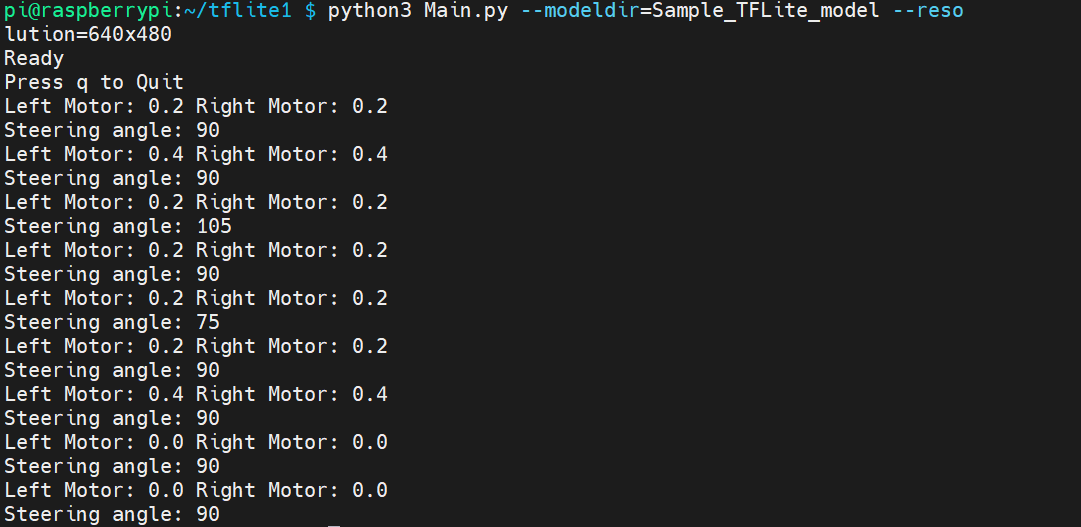 pi@raspberrypi:~/tflite1 $ python3 Main.py --modeldir=Sample_TFLite_model --reso
lution=640x480
Ready
Press q to Quit
Left Motor: 0.2 Right Motor: 0.2
Steering angle: 90
Left Motor: 0.4 Right Motor: 0.4
Steering angle: 90
Left Motor: 0.2 Right Motor: 0.2
Steering angle: 105
Left Motor: 0.2 Right Motor: 0.2
Steering angle: 90
Left Motor: 0.2 Right Motor: 0.2
Steering angle: 75
Left Motor: 0.2 Right Motor: 0.2
Steering angle: 90
Left Motor: 0.4 Right Motor: 0.4
Steering angle: 90
Left Motor: 0.0 Right Motor: 0.0
Steering angle: 90
Left Motor: 0.0 Right Motor: 0.0
Steering angle: 90